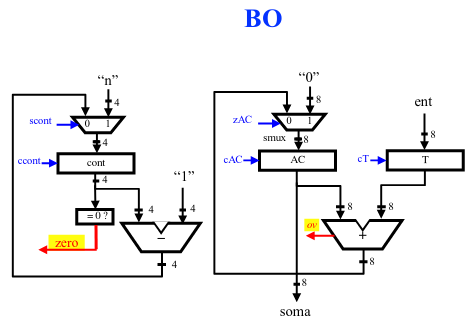 BO
“n”
4
scont
0 1
4
ccont
cont
4
“1”
4
4
= 0 ?
zero
−
4
“0”
8
zAC
0 1
smux
8
ent
8
cAC
AC
cT
T
8
8
ov
+
8
8
soma